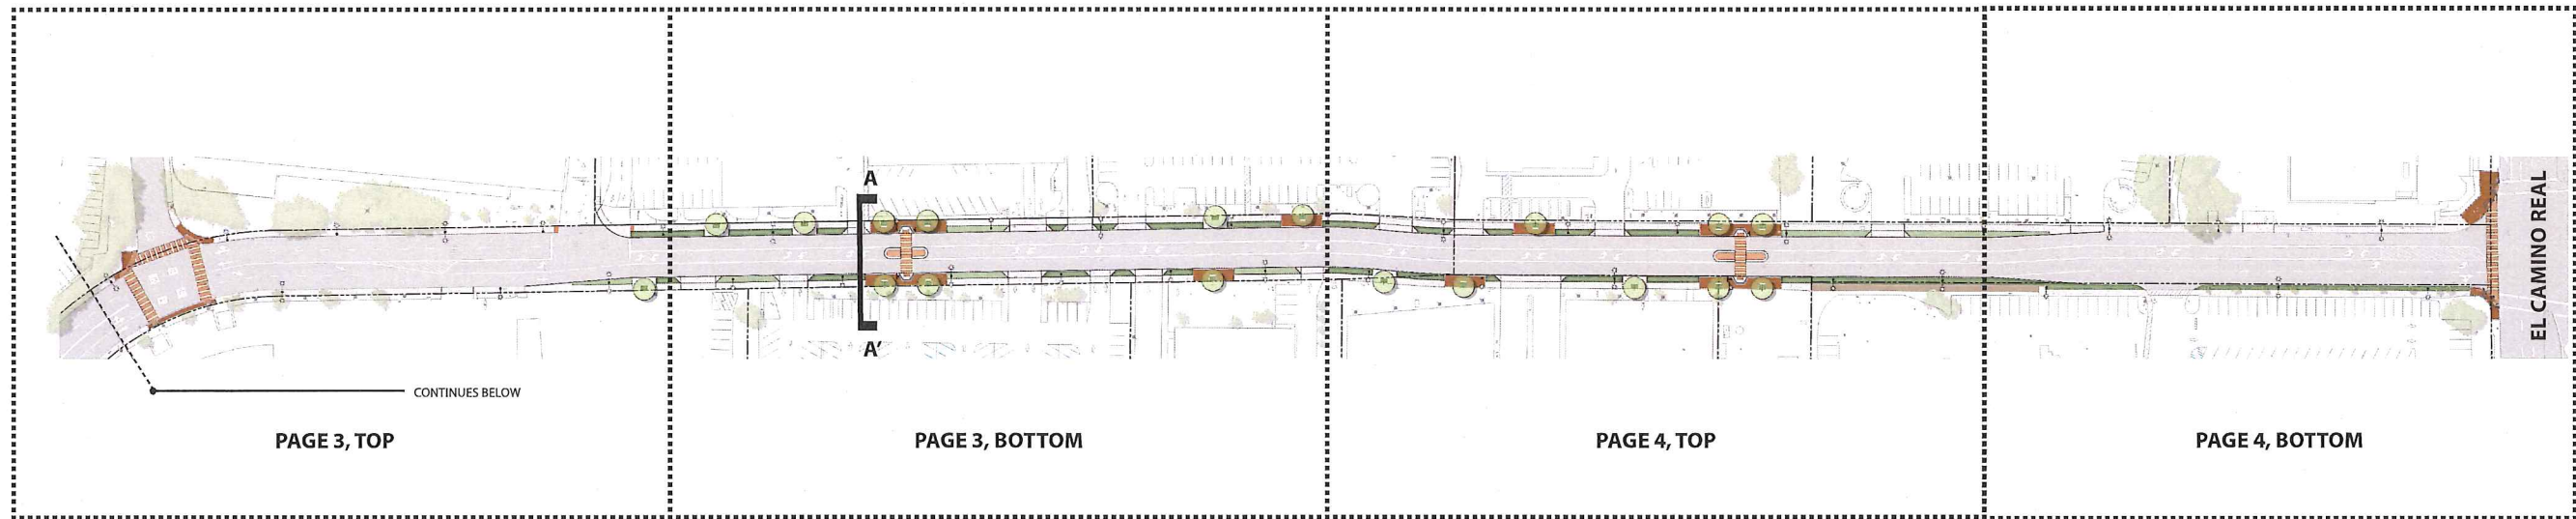 A
A'
EL CAMINO REAL
CONTINUES BELOW
PAGE 3, TOP
PAGE 3, BOTTOM
PAGE 4, TOP
PAGE 4, BOTTOM